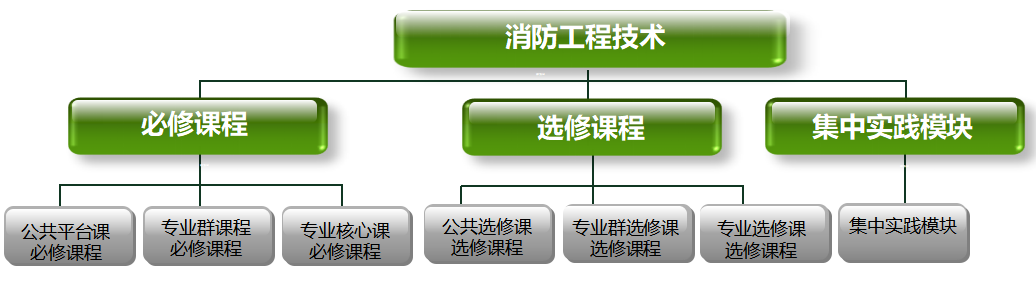 消防工程技术
必修课程
选修课程
集中实践模块
公共平台课
必修课程
专业群课程
必修课程
专业核心课
必修课程
公共选修课
选修课程
专业群选修课
选修课程
专业选修课
选修课程
集中实践模块